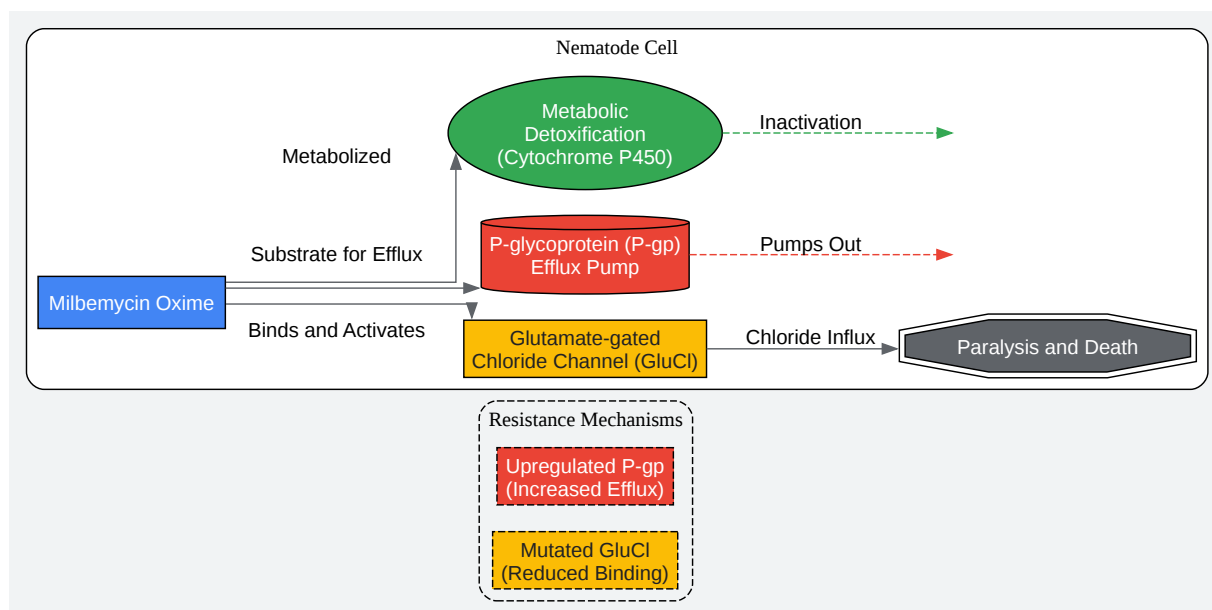 Nematode Cell
Metabolic
Detoxification
(Cytochrome P450)
Inactivation
Metabolized
P-glycoprotein (P-gp)
Efflux Pump
Pumps Out
Substrate for Efflux
Milbemycin Oxime
Binds and Activates
Glutamate-gated
Chloride Channel (GluCl)
Chloride Influx
Paralysis and Death
Resistance Mechanisms
Upregulated P-gp
(Increased Efflux)
Mutated GluCl
(Reduced Binding)